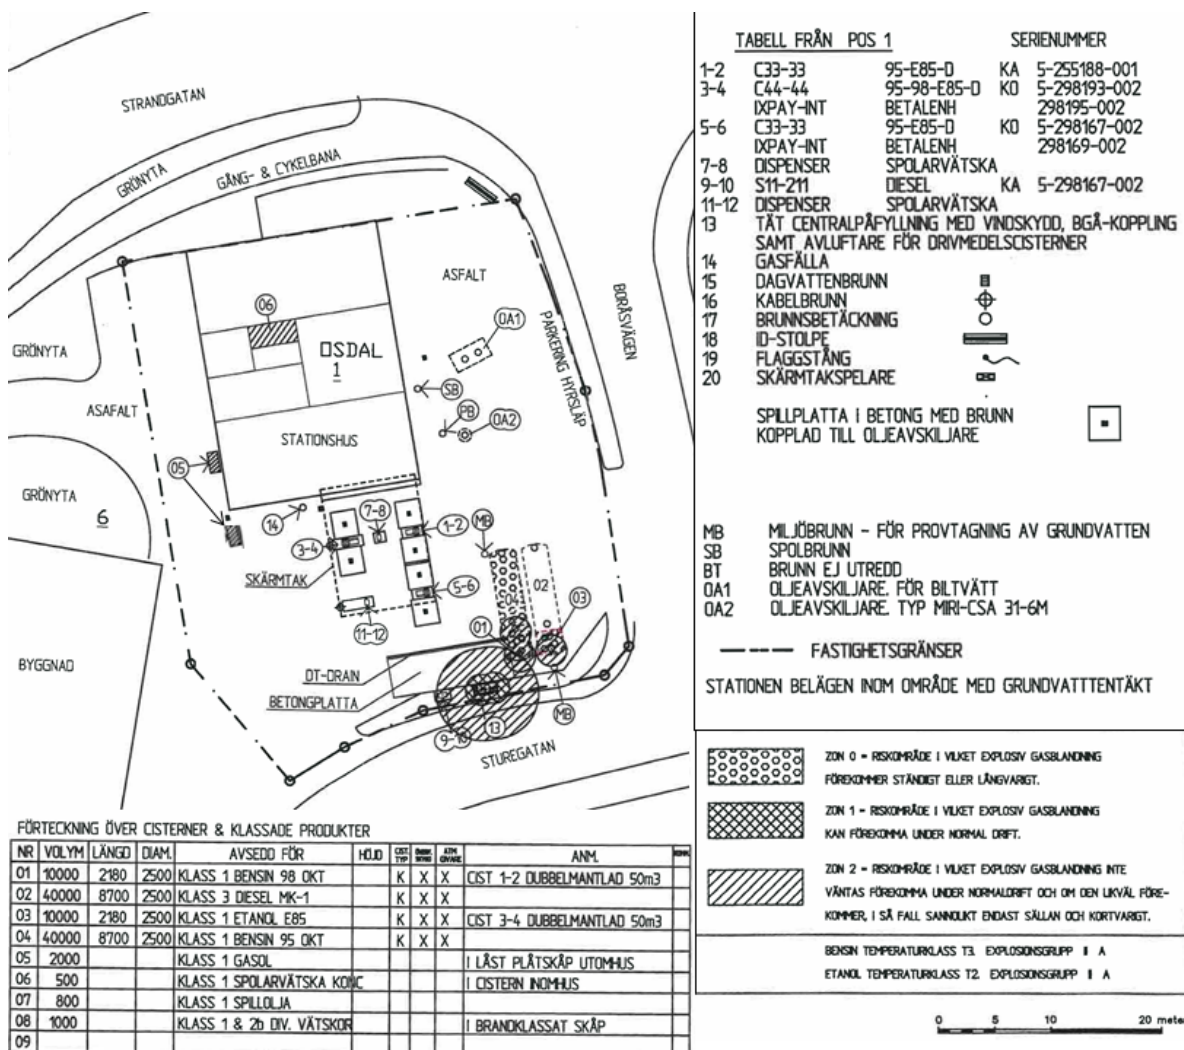 STRANDGATAN
GRÖNYTA
GÅNG- & CYKELBANA
ASFALT
BORÅSVÄGEN
PARKERING HYRSLÄP
06
OA1
GRÖNYTA
ÖSDAL
1
SB
ASAFALT
PB
OA2
STATIONSHUS
05
GRÖNYTA
6
14
7-8
1-2
MB
3-4
SKÄRMTAK
02
04
5-6
03
11-12
01
BYGGNAD
DT-DRAIN
BETONGPLATTA
9-10
13
MB
STUREGATAN
TABELL FRÅN POS 1 SERIENUMMER
1-2 C33-33 95-E85-D KA 5-255188-001
3-4 C44-44 95-98-E85-D KO 5-298193-002
IXPAY-INT BETALENH 298195-002
5-6 C33-33 95-E85-D KO 5-298167-002
IXPAY-INT BETALENH 298169-002
7-8 DISPENSER SPOLARVÄTSKA
9-10 S11-211 DIESEL KA 5-298167-002
11-12 DISPENSER SPOLARVÄTSKA
13 TÄT CENTRALPÅFYLLNING MED VINDSKYDD, BGÅ-KOPPLING
SAMT AVLUFTARE FÖR DRIVMEDELSCISTERNER
14 GASFÄLLA
15 DAGVATTENBRUNN
16 KABELBRUNN
17 BRUNNSBETÄCKNING
18 ID-STOLPE
19 FLAGGSTÅNG
20 SKÄRMTAKSPELARE
SPILLPLATTA I BETONG MED BRUNN
KOPPLAD TILL OLJEAVSKILJARE
MB MILJÖBRUNN - FÖR PROVTAGNING AV GRUNDVATTEN
SB SPOLBRUNN
BT BRUNN EJ UTREDD
OA1 OLJEAVSKILJARE. FÖR BILTVÄTT
OA2 OLJEAVSKILJARE. TYP MIRI-CSA 31-6M
FASTIGHETSGRÄNSER
STATIONEN BELÄGEN INOM OMRÅDE MED GRUNDVATTTENTÄKT
ZON 0 = RISKOMRÅDE I VILKET EXPLOSIV GASBLANDNING
FÖREKOMMER STÄNDIGT ELLER LÅNGVARIGT.
ZON 1 = RISKOMRÅDE I VILKET EXPLOSIV GASBLANDNING
KAN FÖREKOMMA UNDER NORMAL DRIFT.
ZON 2 = RISKOMRÅDE I VILKET EXPLOSIV GASBLANDNING INTE
VÄNTAS FÖREKOMMA UNDER NORMALDRIFT OCH OM DEN LIKVÄL FÖRE-
KOMMER, I SÅ FALL SANNOLIKT ENDAST SÄLLAN OCH KORTVARIGT.
BENSIN TEMPERATURKLASS T3. EXPLOSIONSGRUPP II A
ETANOL TEMPERATURKLASS T2. EXPLOSIONSGRUPP II A
0 5 10 20 mete
FÖRTECKNING ÖVER CISTERNER & KLASSADE PRODUKTER
NR VOLYM LÄNGD DIAM. AVSEDD FÖR HÖJD CIST. TYP ANM.
01 10000 2180 2500 KLASS 1 BENSIN 98 OKT K X X CIST 1-2 DUBBELMANTLAD 50m3
02 40000 8700 2500 KLASS 3 DIESEL MK-1 K X X
03 10000 2180 2500 KLASS 1 ETANOL E85 K X X CIST 3-4 DUBBELMANTLAD 50m3
04 40000 8700 2500 KLASS 1 BENSIN 95 OKT K X X
05 2000 KLASS 1 GASOL I LÅST PLÅTSKÅP UTOMHUS
06 500 KLASS 1 SPOLARVÄTSKA KONC I CISTERN INOMHUS
07 800 KLASS 1 SPILLOLJA
08 1000 KLASS 1 & 2b DIV. VÄTSKOR I BRANDKLASSAT SKÅP
09